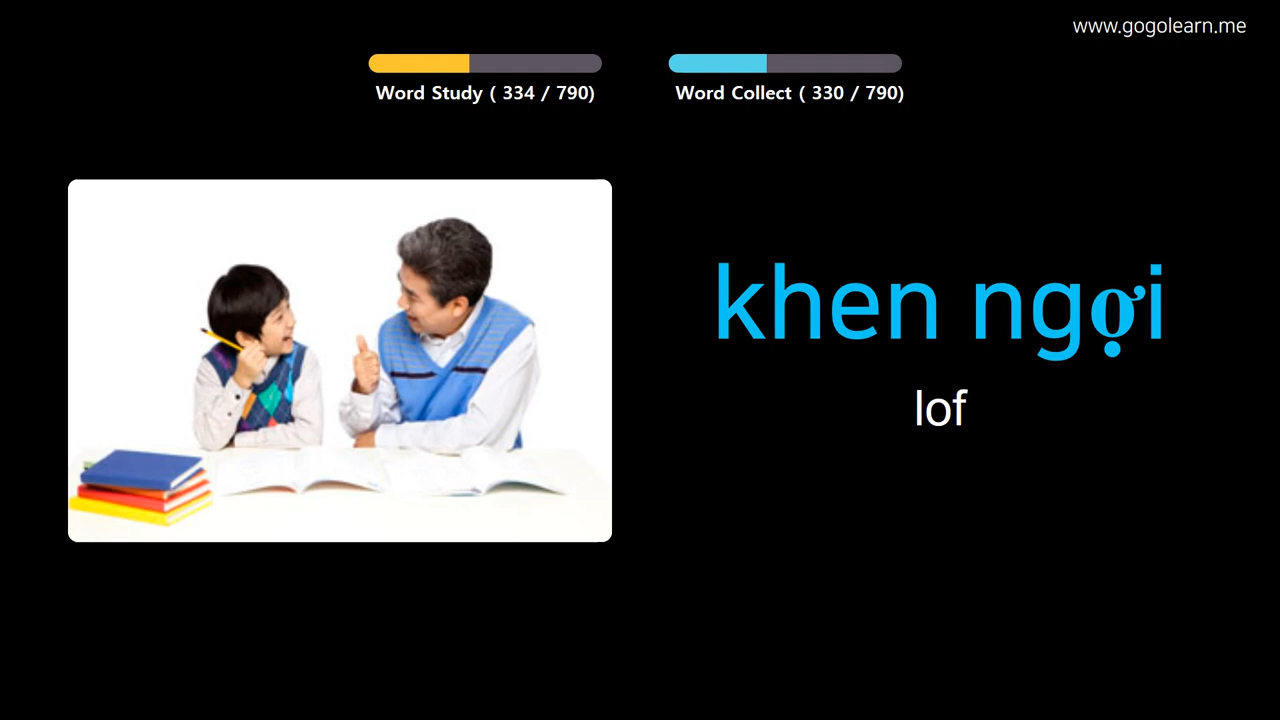 www.gogolearn.me
Word Study ( 334 / 790)
Word Collect ( 330 / 790)
khen ngợi
lof